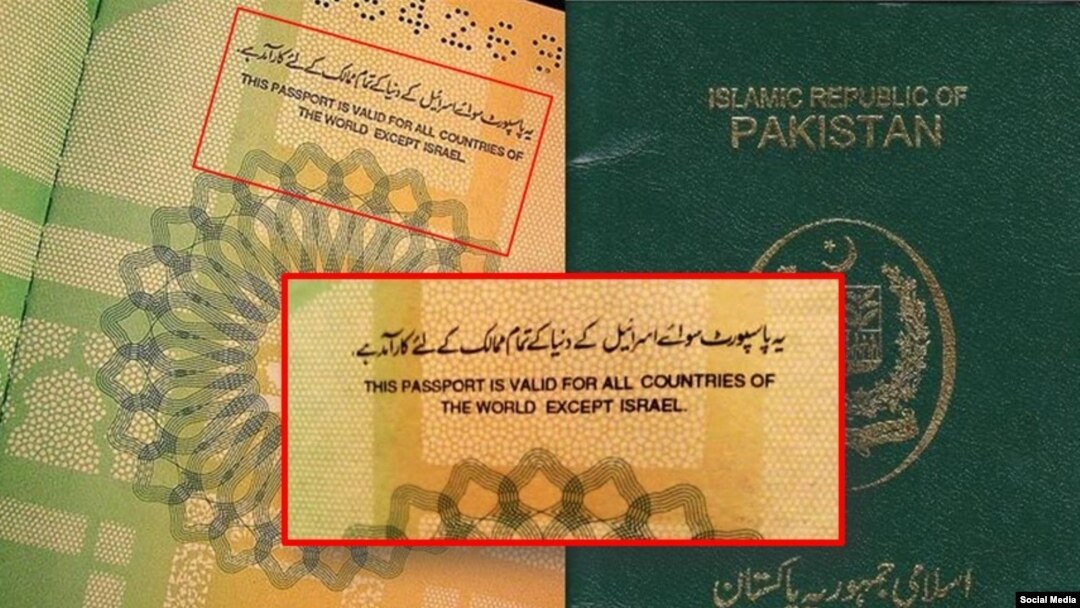 4269
یہ پاسپورٹ سوائے اسرائیل کے دنیا کے تمام ممالک کے لئے کارآمد ہے۔
THIS PASSPORT IS VALID FOR ALL COUNTRIES OF
THE WORLD EXCEPT ISRAEL.
ISLAMIC REPUBLIC OF
PAKISTAN
یہ پاسپورٹ سوائے اسرائیل کے دنیا کے تمام ممالک کے لئے کارآمد ہے۔
THIS PASSPORT IS VALID FOR ALL COUNTRIES OF
THE WORLD EXCEPT ISRAEL.
اسلامی جمہوریہ پاکستان
Social Media